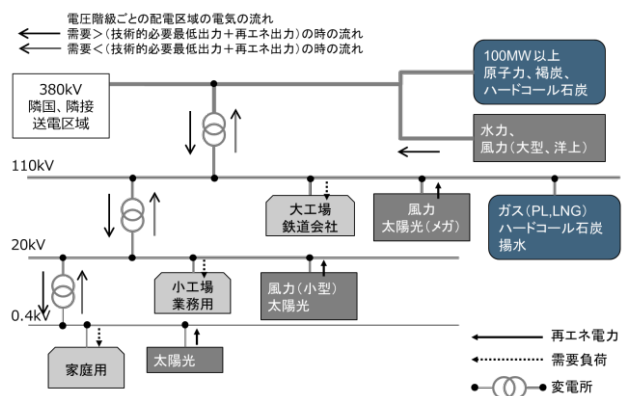 電圧階級ごとの配電区域の電気の流れ
需要＞（技術的必要最低出力＋再エネ出力）の時の流れ
需要＜（技術的必要最低出力＋再エネ出力）の時の流れ
380kV
隣国、隣接
送電区域
100MW以上
原子力、褐炭、
ハードコール石炭
水力、
風力（大型、洋上）
110kV
大工場
鉄道会社
風力
太陽光（メガ）
ガス（PL,LNG）
ハードコール石炭
揚水
20kV
小工場
業務用
風力（小型）
太陽光
0.4kV
家庭用
太陽光
再エネ電力
需要負荷
変電所